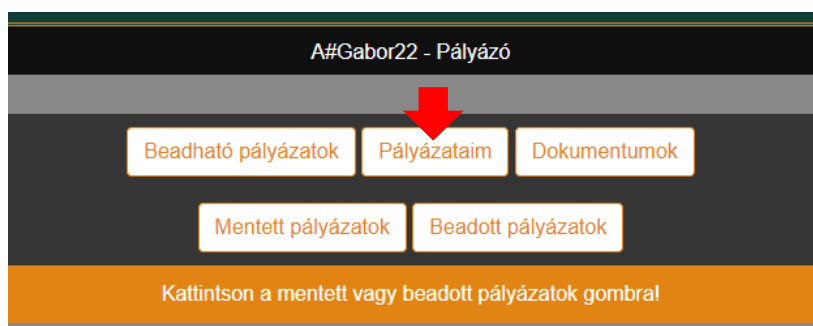 A#Gabor22 - Pályázó
Beadható pályázatok Pályázataim Dokumentumok
Mentett pályázatok Beadott pályázatok
Kattintson a mentett vagy beadott pályázatok gombra!